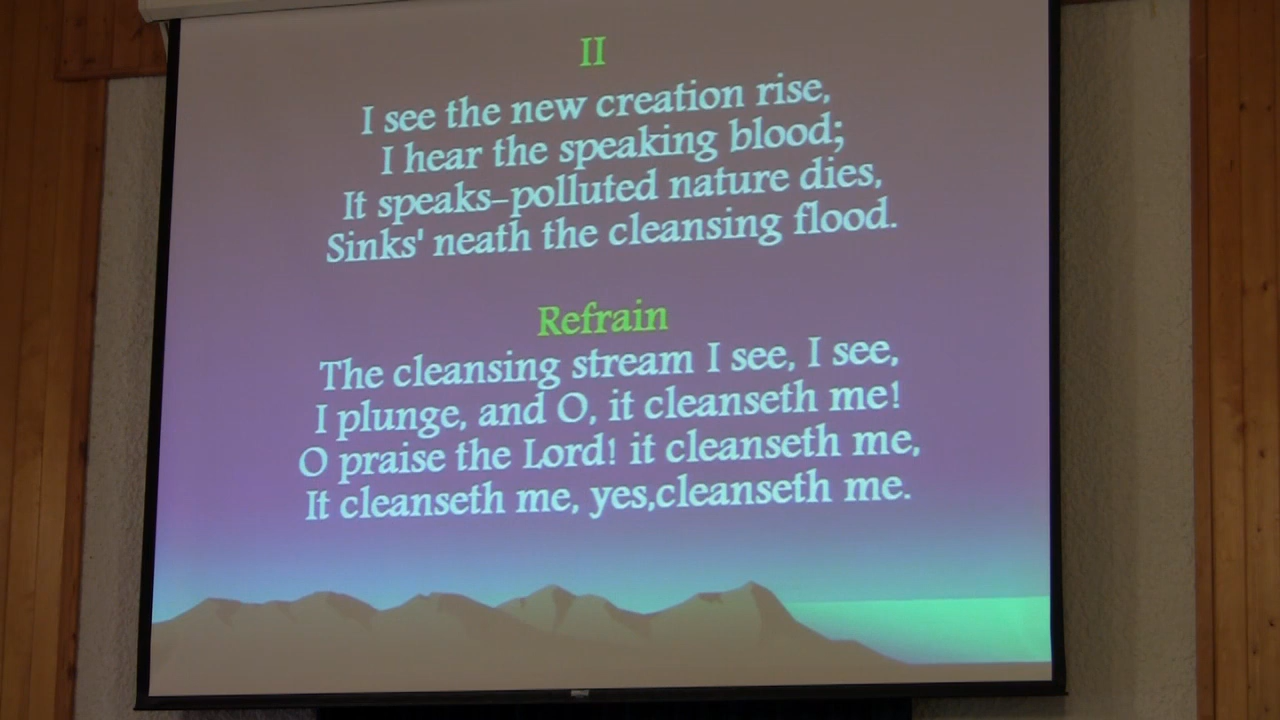 II
I see the new creation rise,
I hear the speaking blood;
It speaks-polluted nature dies,
Sinks' neath the cleansing flood.
Refrain
The cleansing stream I see, I see,
I plunge, and O, it cleanseth me!
O praise the Lord! it cleanseth me,
It cleanseth me, yes,cleanseth me.